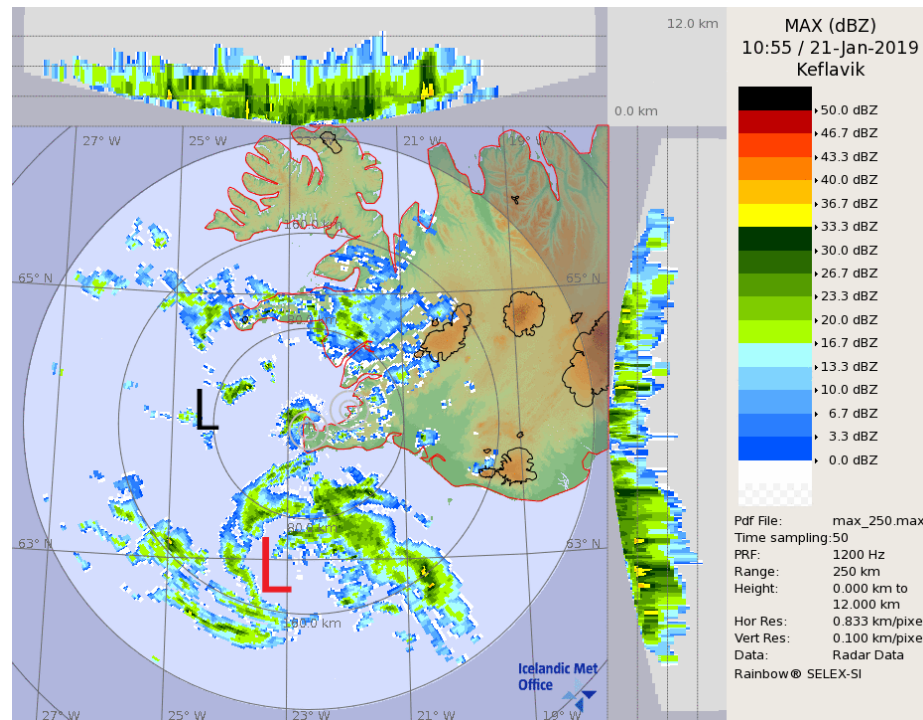 12.0 km
0.0 km
MAX (dBZ)
10:55 / 21-Jan-2019
Keflavik
50.0 dBZ
46.7 dBZ
43.3 dBZ
40.0 dBZ
36.7 dBZ
33.3 dBZ
30.0 dBZ
26.7 dBZ
23.3 dBZ
20.0 dBZ
16.7 dBZ
13.3 dBZ
10.0 dBZ
6.7 dBZ
3.3 dBZ
0.0 dBZ
Pdf File: max_250.max
Time sampling:50
PRF: 1200 Hz
Range: 250 km
Height: 0.000 km to
12.000 km
Hor Res: 0.833 km/pixe
Vert Res: 0.100 km/pixe
Data: Radar Data
Rainbow® SELEX-SI
27° W
25° W
21° W
19° W
65° N
65° N
L
80.0 km
63° N
63° N
L
Icelandic Met
Office
27° W
25° W
23° W
21° W
19° W